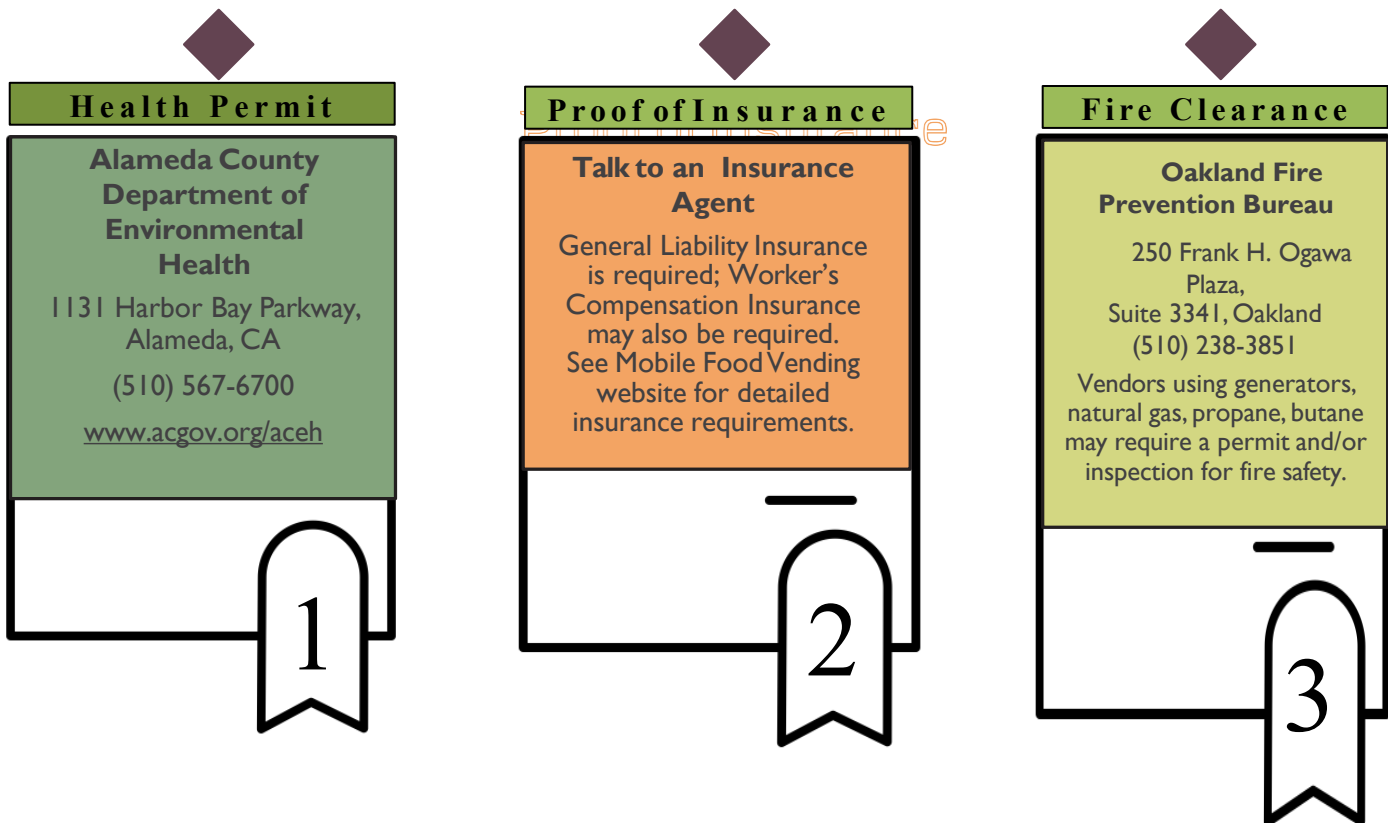 Health Permit
Alameda County
Department of
Environmental
Health
1131 Harbor Bay Parkway,
Alameda, CA
(510) 567-6700
www.acgov.org/aceh
1
Proof of Insurance
Talk to an Insurance
Agent
General Liability Insurance
is required; Worker's
Compensation Insurance
may also be required.
See Mobile Food Vending
website for detailed
insurance requirements.
2
Fire Clearance
Oakland Fire
Prevention Bureau
250 Frank H. Ogawa
Plaza,
Suite 3341, Oakland
(510) 238-3851
Vendors using generators,
natural gas, propane, butane
may require a permit and/or
inspection for fire safety.
3